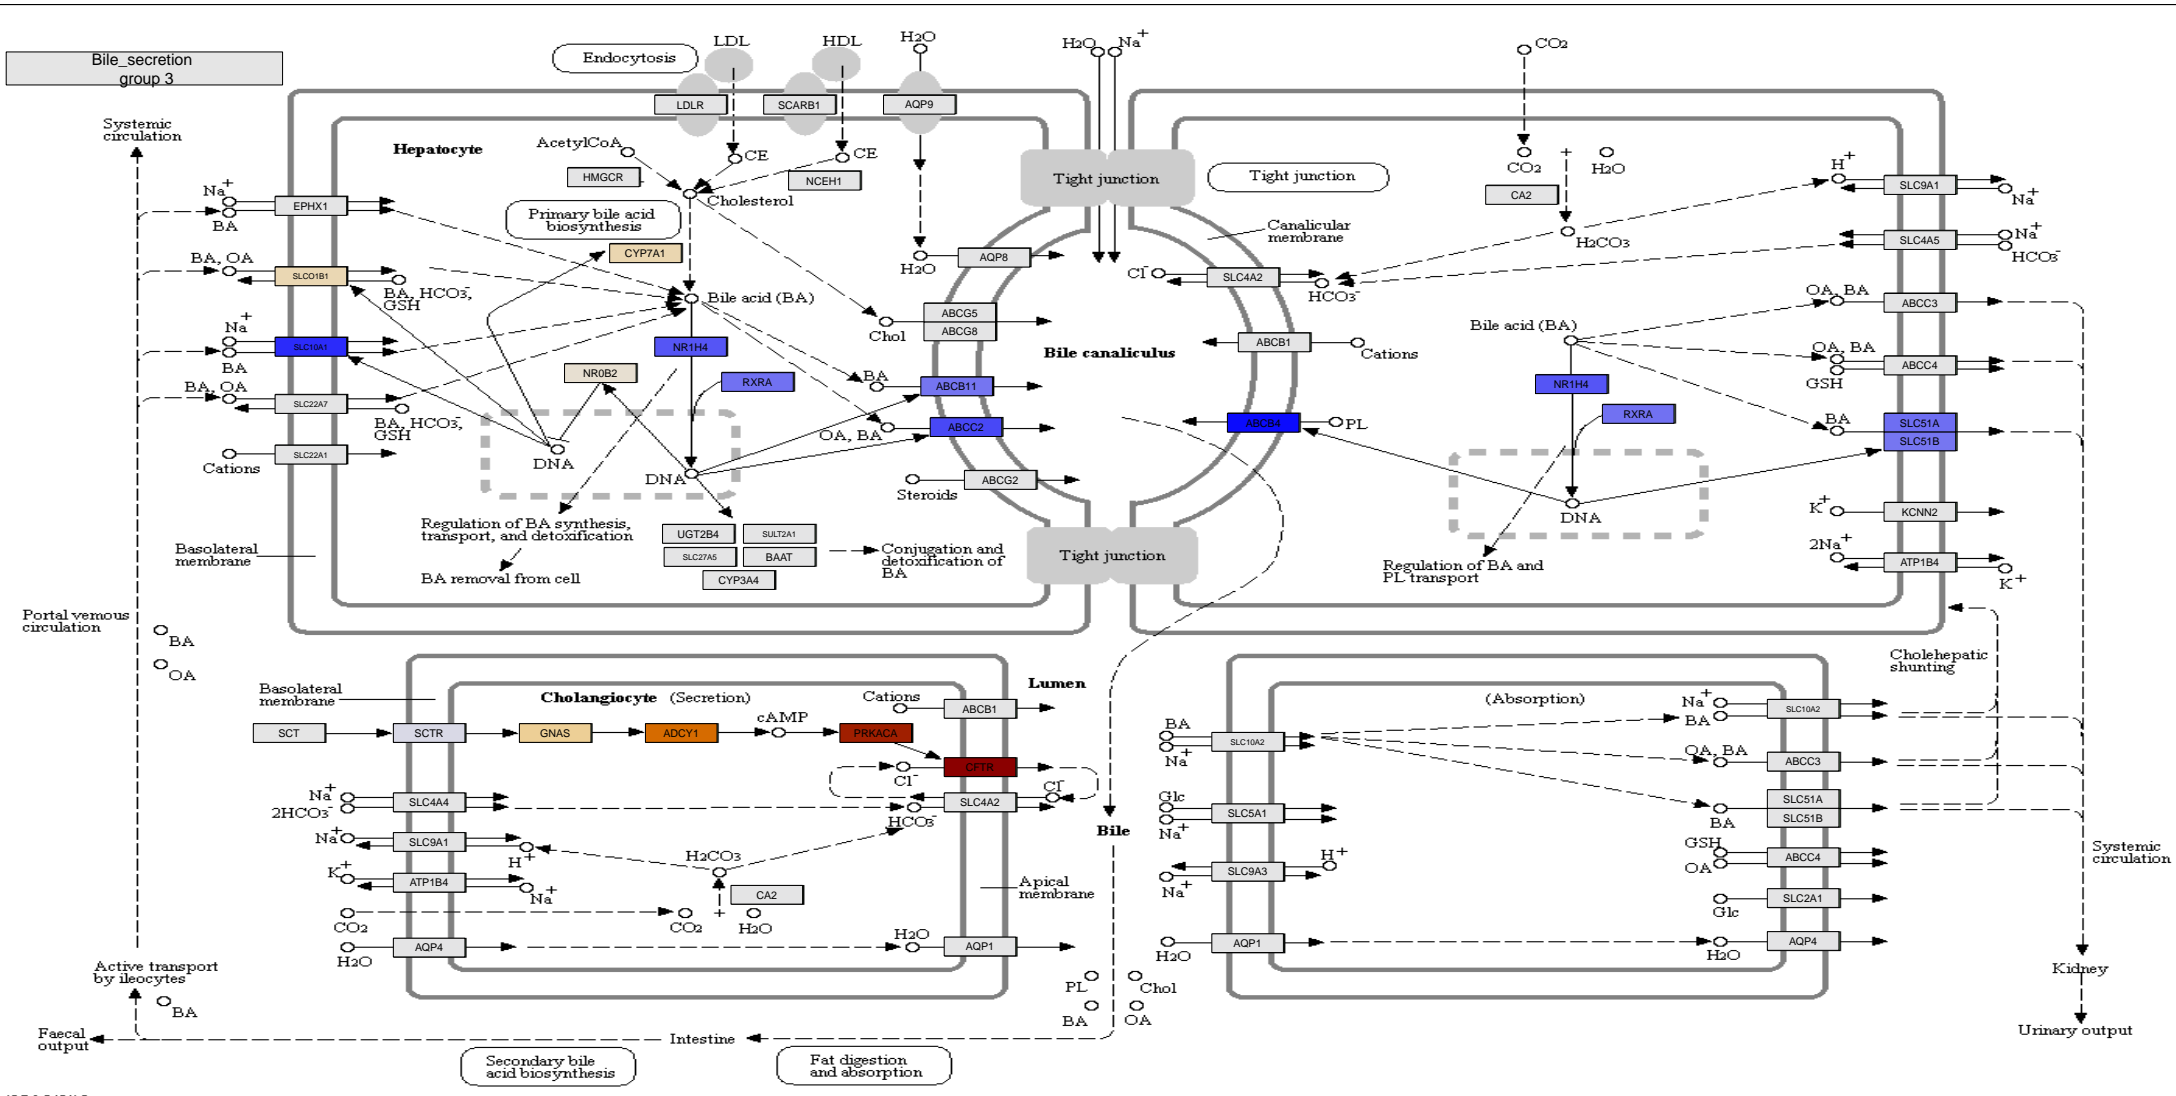 Bile_secretion
group 3
Endocytosis
LDL
HDL
H2O
H2O
Na+
CO2
LDLR
SCARB1
AQP9
Systemic
circulation
Hepatocyte
AcetylCoA
CE
CE
HMGCR
NCEH1
Cholesterol
Tight junction
Tight junction
CO2
+
H2O
CA2
H2CO3
H+
SLC9A1
Na+
Na+
EPHX1
BA
Primary bile acid
biosynthesis
CYP7A1
Canalicular
membrane
SLC4A5
Na+
HCO3-
BA, OA
SLCO1B1
BA, HCO3-,
GSH
H2O
AQP8
Cl-
SLC4A2
HCO3-
Bile acid (BA)
OA, BA
ABCC3
Na+
SLC10A1
BA
NR1H4
Chol
ABCG5
ABCG8
Bile canaliculus
ABCB1
Cations
Bile acid (BA)
OA, BA
GSH
ABCC4
BA, OA
SLC22A7
BA, HCO3-,
GSH
NR0B2
RXRA
BA
ABCB11
OA, BA
ABCC2
ABCB4
PL
NR1H4
RXRA
BA
SLC51A
SLC51B
Cations
SLC22A1
DNA
DNA
Steroids
ABCG2
DNA
K+
KCNN2
Regulation of BA synthesis,
transport, and detoxification
BA removal from cell
UGT2B4
SULT2A1
SLC27A5
BAAT
CYP3A4
Conjugation and
detoxification of
BA
Tight junction
Regulation of BA and
PL transport
2Na+
ATP1B4
K+
Basolateral
membrane
Portal venous
circulation
BA
OA
Cholehepatic
shunting
Basolateral
membrane
Cholangiocyte (Secretion)
Cations
ABCB1
Lumen
(Absorption)
SCT
SCTR
GNAS
ADCY1
cAMP
PRKACA
CFTR
Cl-
Cl-
BA
Na+
SLC10A2
Na+
BA
SLC10A2
OA, BA
ABCC3
Na+
2HCO3-
SLC4A4
HCO3-
SLC4A2
Glc
Na+
SLC5A1
BA
SLC51A
SLC51B
Na+
SLC9A1
H+
H2CO3
Bile
GSH
OA
ABCC4
Systemic
circulation
K+
ATP1B4
Na+
CA2
Apical
membrane
Na+
SLC9A3
H+
Glc
SLC2A1
CO2
CO2
+
H2O
H2O
AQP4
H2O
AQP1
H2O
AQP1
H2O
AQP4
Active transport
by ileocytes
BA
PL
Chol
BA
OA
Kidney
Faecal
output
Intestine
Urinary output
Secondary bile
acid biosynthesis
Fat digestion
and absorption